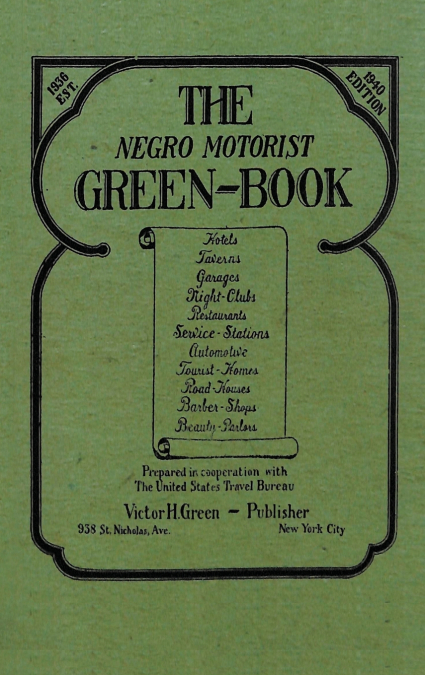 1936
EST.
1940
EDITION
THE
NEGRO MOTORIST
GREEN-BOOK
Hotels
Taverns
Garages
Night-Clubs
Restaurants
Service-Stations
Automotive
Tourist-Homes
Road-Houses
Barber-Shops
Beauty-Parlors
Prepared in cooperation with
The United States Travel Bureau
Victor H. Green — Publisher
938 St. Nicholas, Ave. New York City